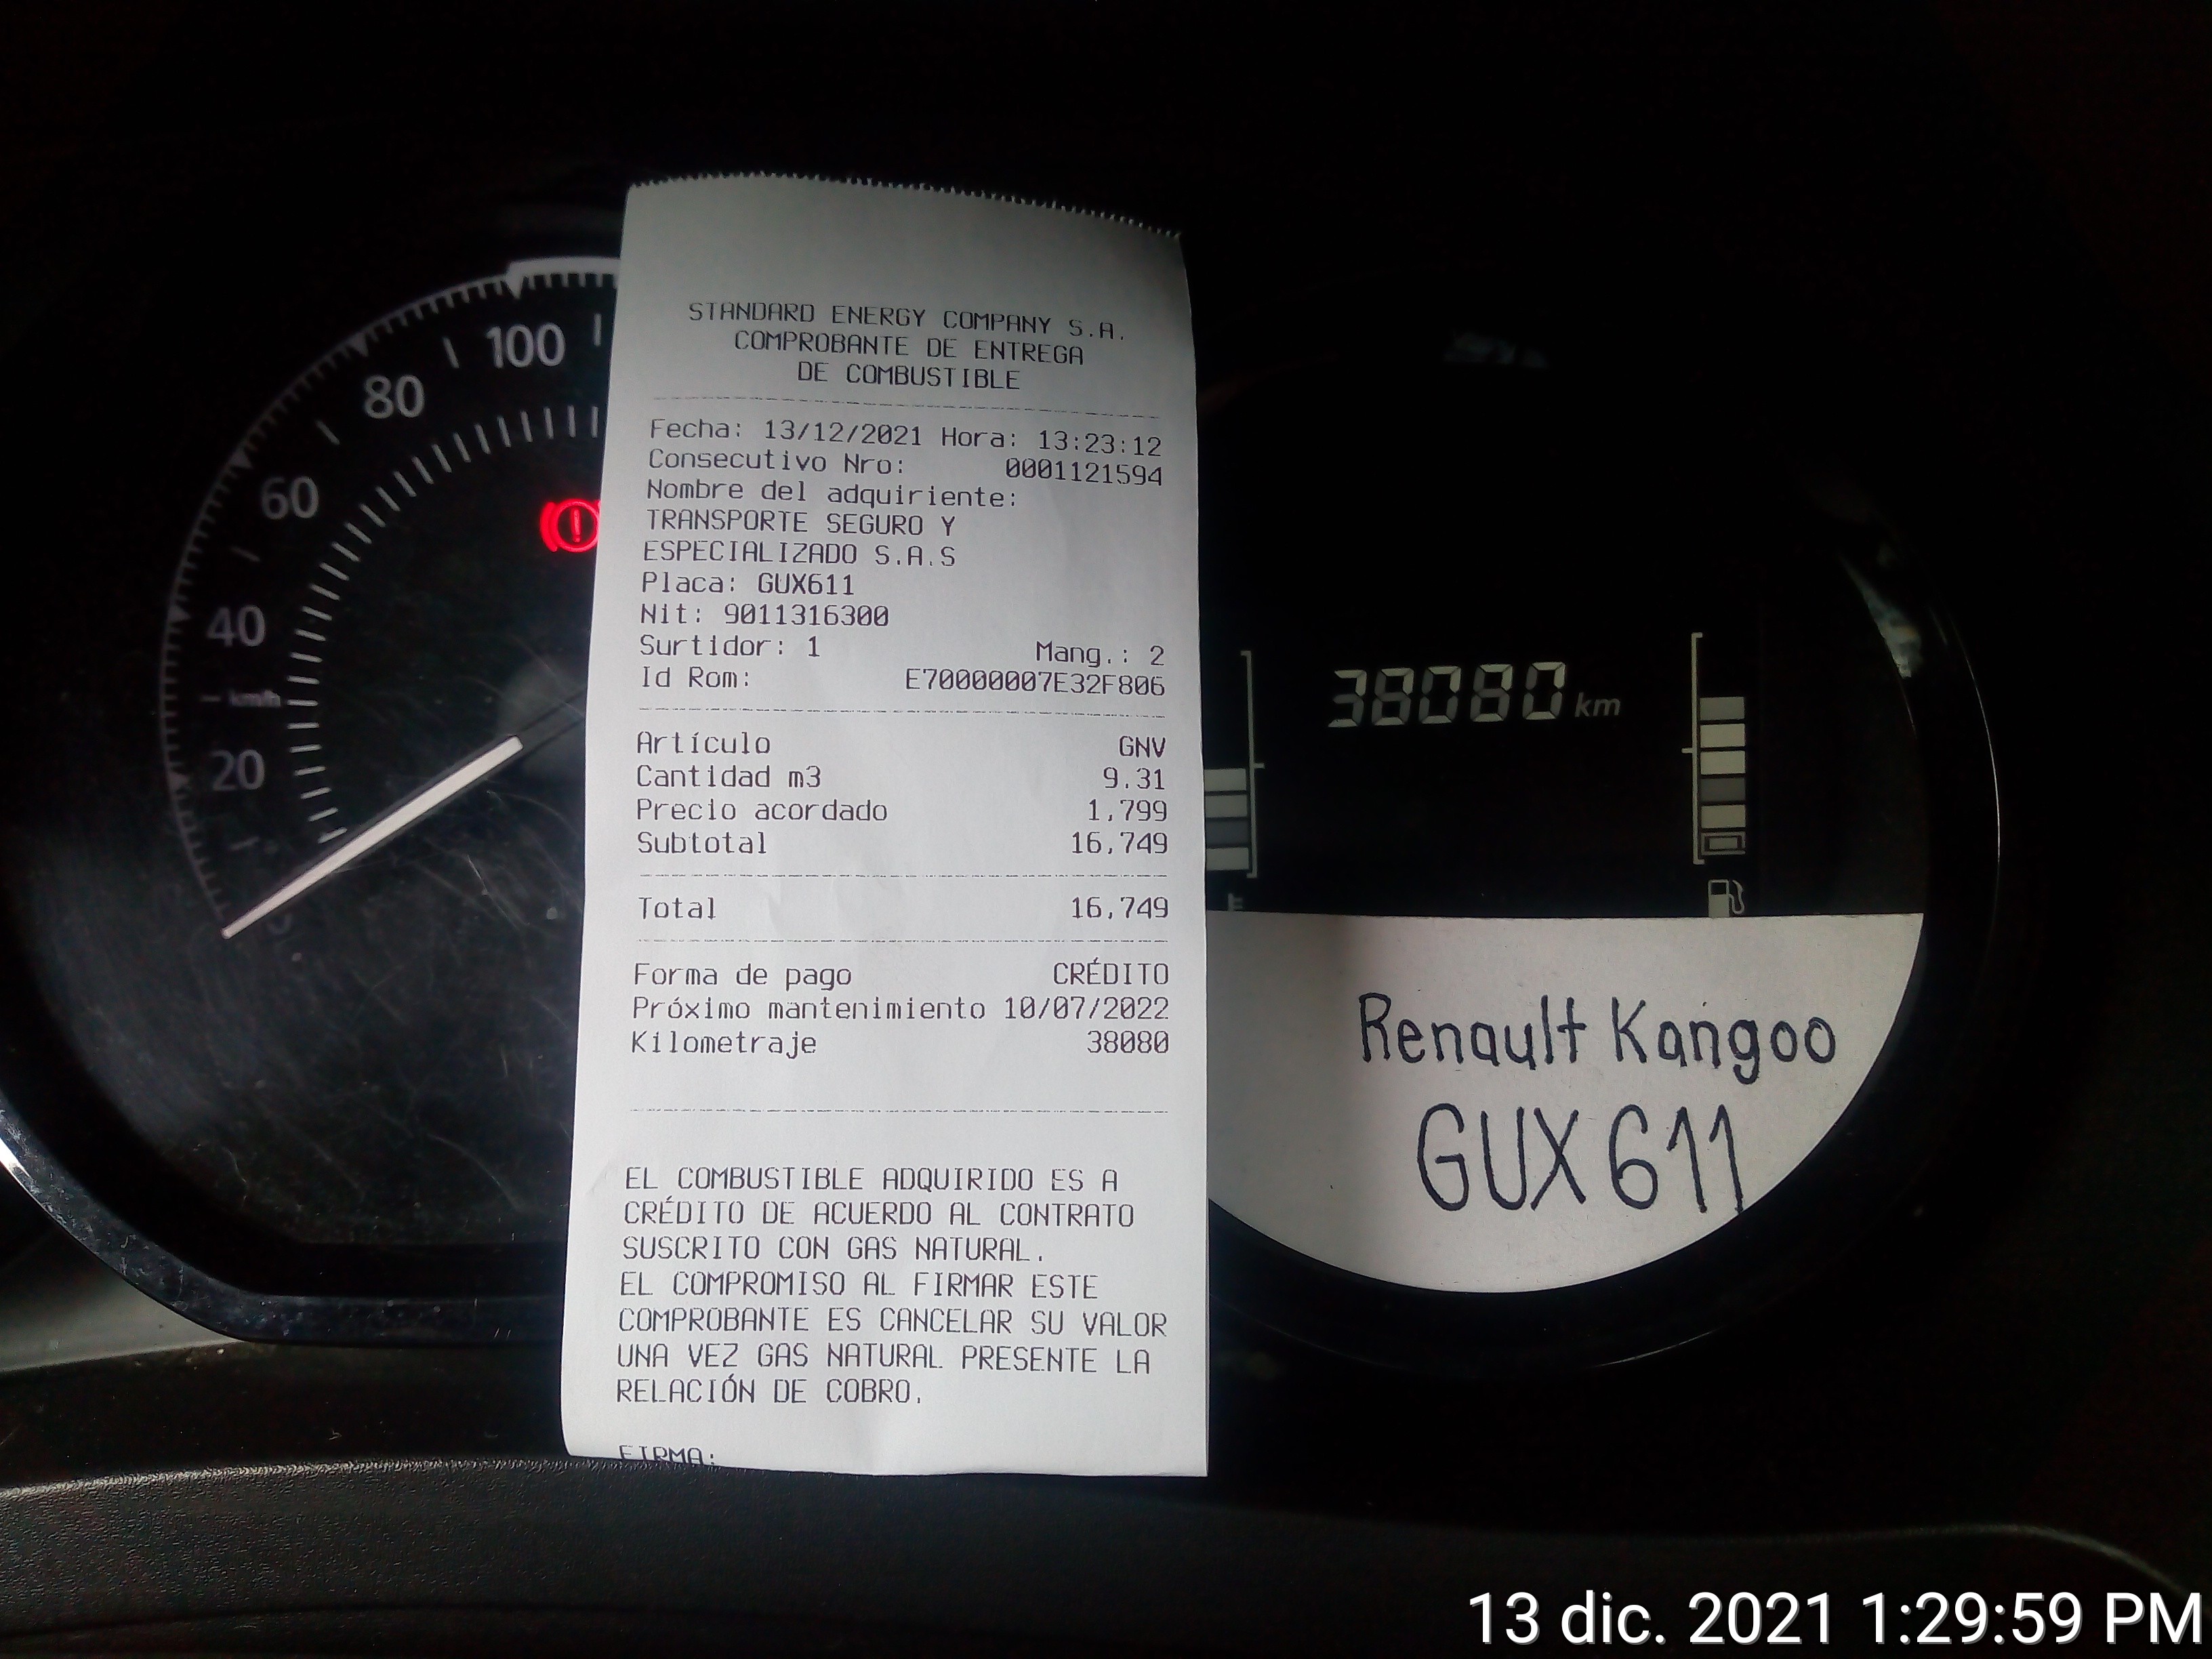 STANDARD ENERGY COMPANY S.A.
COMPROBANTE DE ENTREGA
DE COMBUSTIBLE
Fecha: 13/12/2021 Hora: 13:23:12
Consecutivo Nro: 0001121594
Nombre del adquiriente:
TRANSPORTE SEGURO Y
ESPECIALIZADO S.A.S
Placa: GUX611
Nit: 9011316300
Surtidor: 1 Mang.: 2
Id Rom: E70000007E32F806
Artículo GNV
Cantidad m3 9.31
Precio acordado 1,799
Subtotal 16,749
Total 16,749
Forma de pago CRÉDITO
Próximo mantenimiento 10/07/2022
Kilometraje 38080
EL COMBUSTIBLE ADQUIRIDO ES A
CRÉDITO DE ACUERDO AL CONTRATO
SUSCRITO CON GAS NATURAL.
EL COMPROMISO AL FIRMAR ESTE
COMPROBANTE ES CANCELAR SU VALOR
UNA VEZ GAS NATURAL PRESENTE LA
RELACIÓN DE COBRO.
FIRMA:
100
80
60
40
km/h
20
38080 km
Renault Kangoo
GUX611
13 dic. 2021 1:29:59 PM